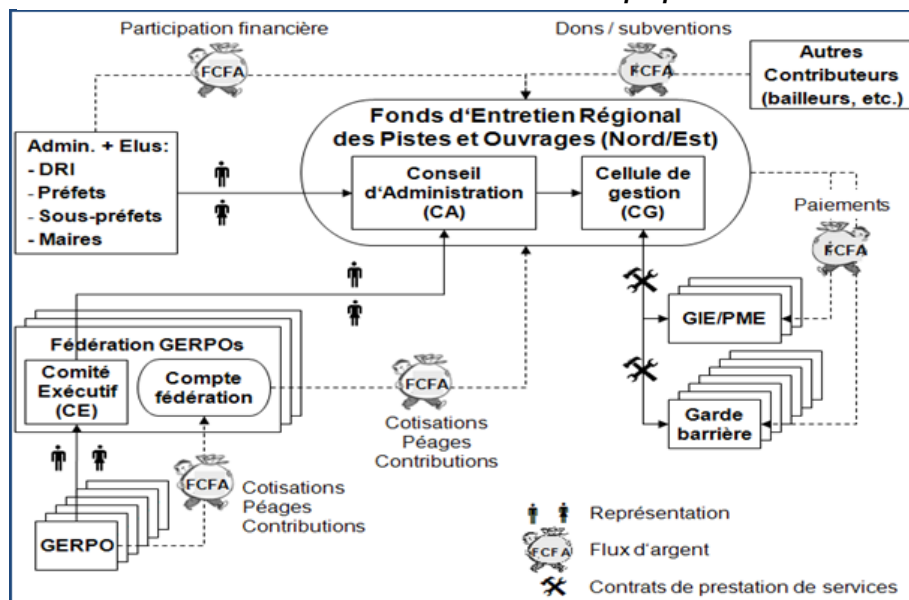 Participation financière
Dons / subventions
FCFA
FCFA
Autres
Contributeurs
(bailleurs, etc.)
Fonds d'Entretien Régional
des Pistes et Ouvrages (Nord/Est)
Admin. + Elus:
- DRI
- Préfets
- Sous-préfets
- Maires
Conseil
d'Administration
(CA)
Cellule de
gestion
(CG)
Paiements
FCFA
GIE/PME
Fédération GERPOs
Comité
Exécutif
(CE)
Compte
fédération
FCFA
Cotisations
Péages
Contributions
Garde
barrière
FCFA
Cotisations
Péages
Contributions
GERPO
Représentation
FCFA
Flux d'argent
Contrats de prestation de services